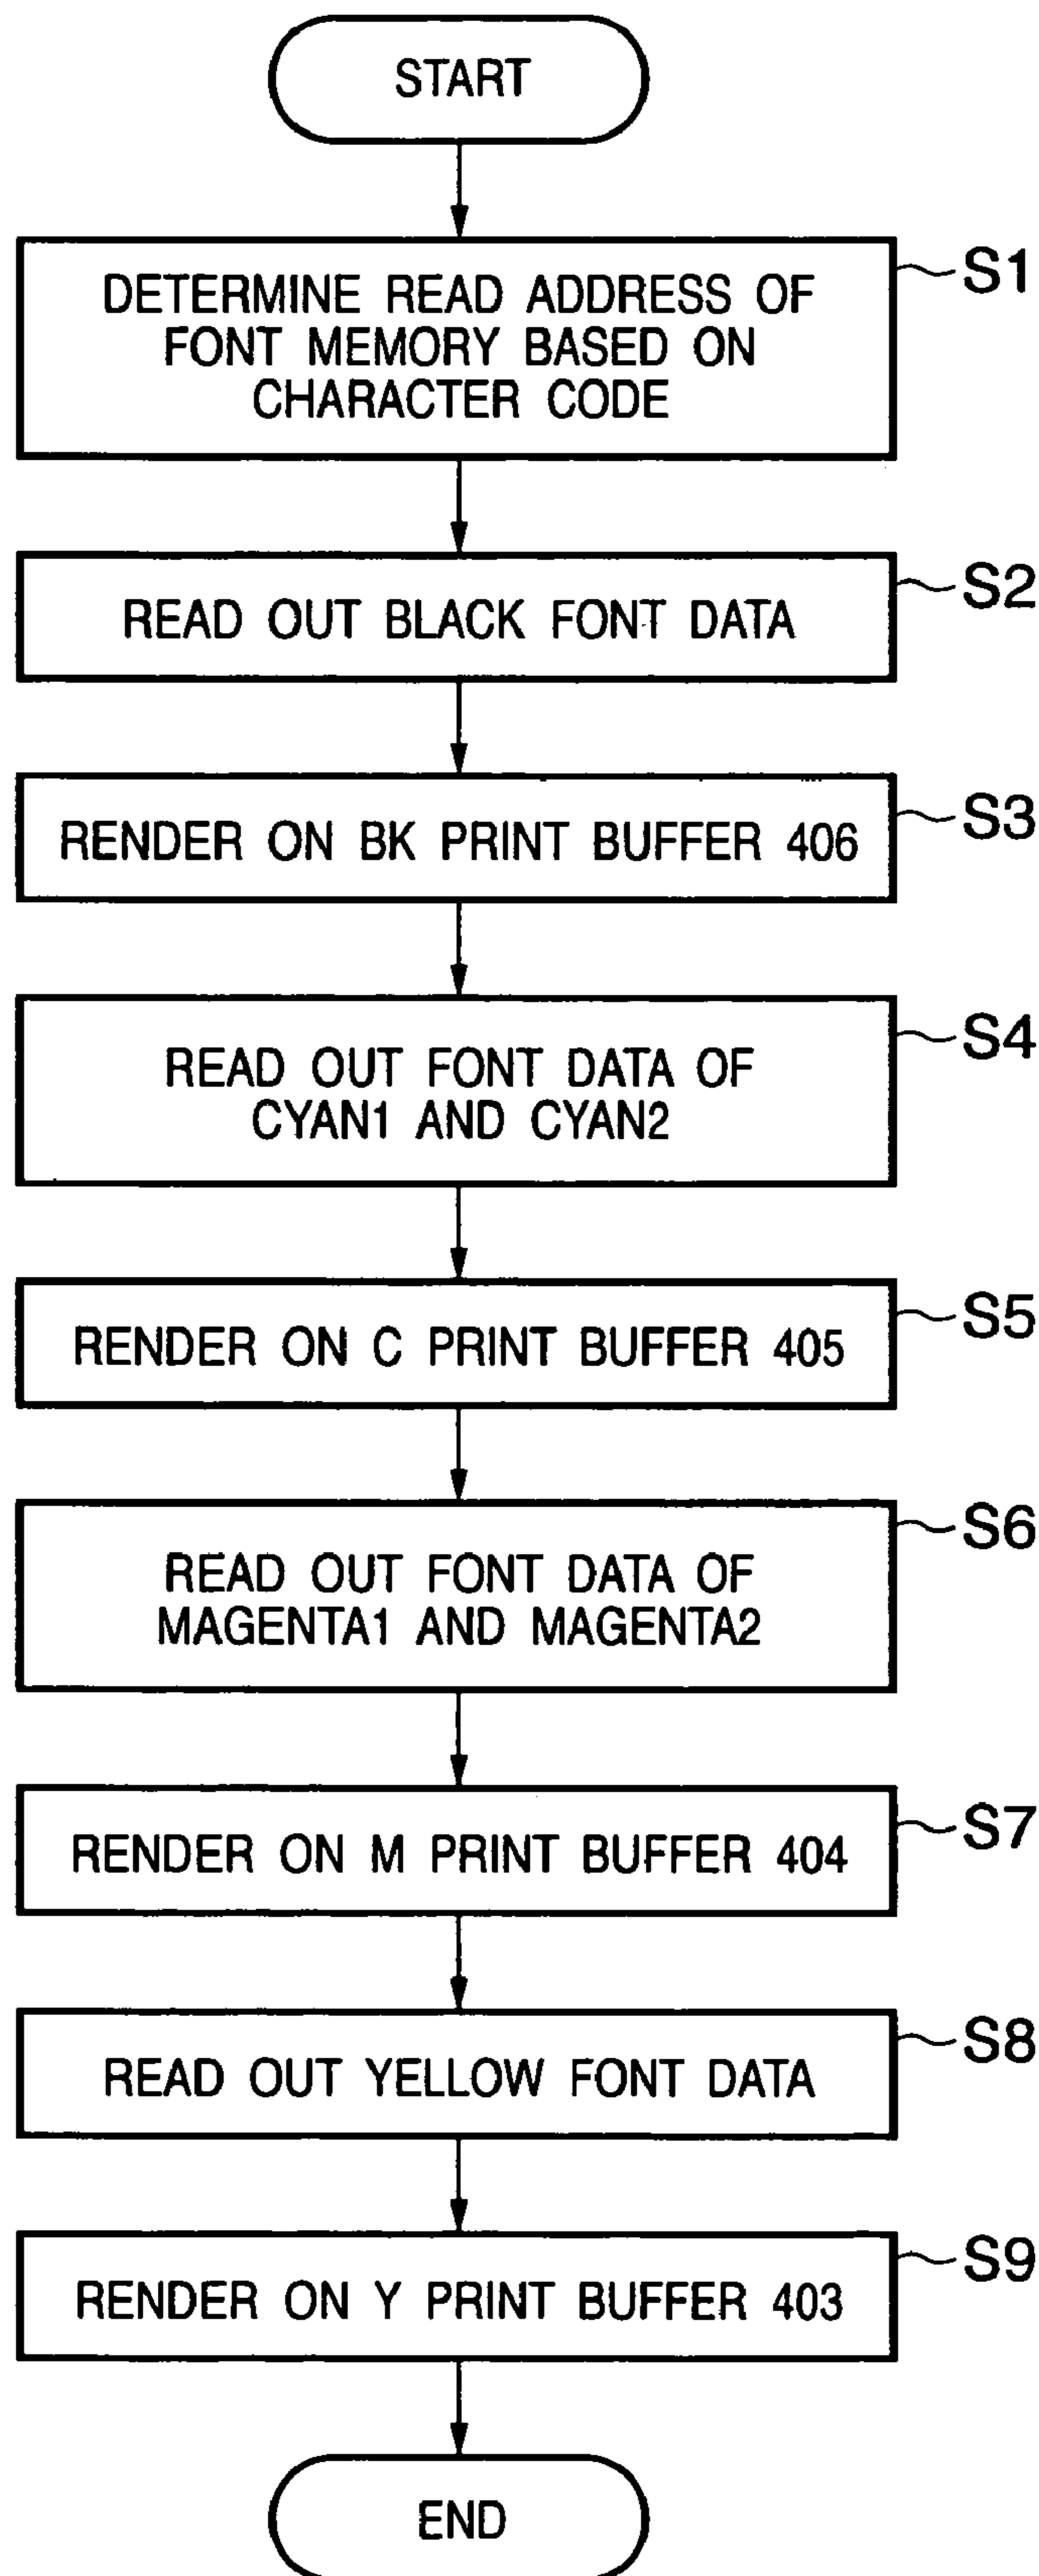 START
DETERMINE READ ADDRESS OF
FONT MEMORY BASED ON
CHARACTER CODE
S1
READ OUT BLACK FONT DATA
S2
RENDER ON BK PRINT BUFFER 406
S3
READ OUT FONT DATA OF
CYAN1 AND CYAN2
S4
RENDER ON C PRINT BUFFER 405
S5
READ OUT FONT DATA OF
MAGENTA1 AND MAGENTA2
S6
RENDER ON M PRINT BUFFER 404
S7
READ OUT YELLOW FONT DATA
S8
RENDER ON Y PRINT BUFFER 403
S9
END